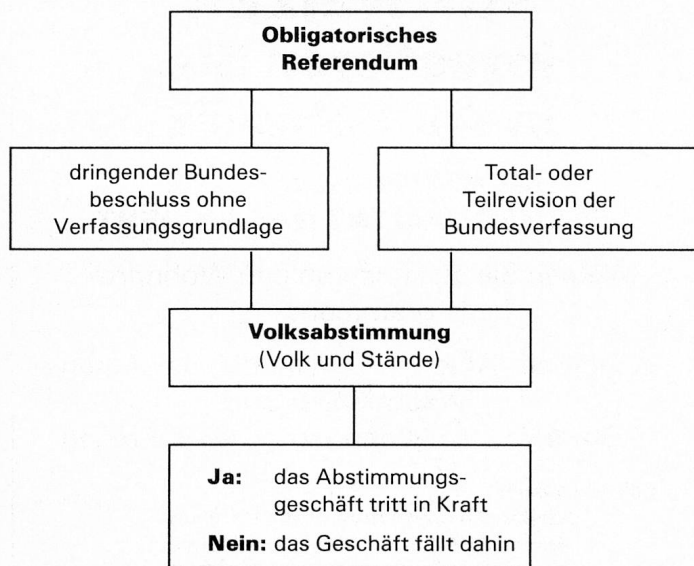 Obligatorisches
Referendum
dringender Bundes-
beschluss ohne
Verfassungsgrundlage
Total- oder
Teilrevision der
Bundesverfassung
Volksabstimmung
(Volk und Stände)
Ja: das Abstimmungs-
geschäft tritt in Kraft
Nein: das Geschäft fällt dahin